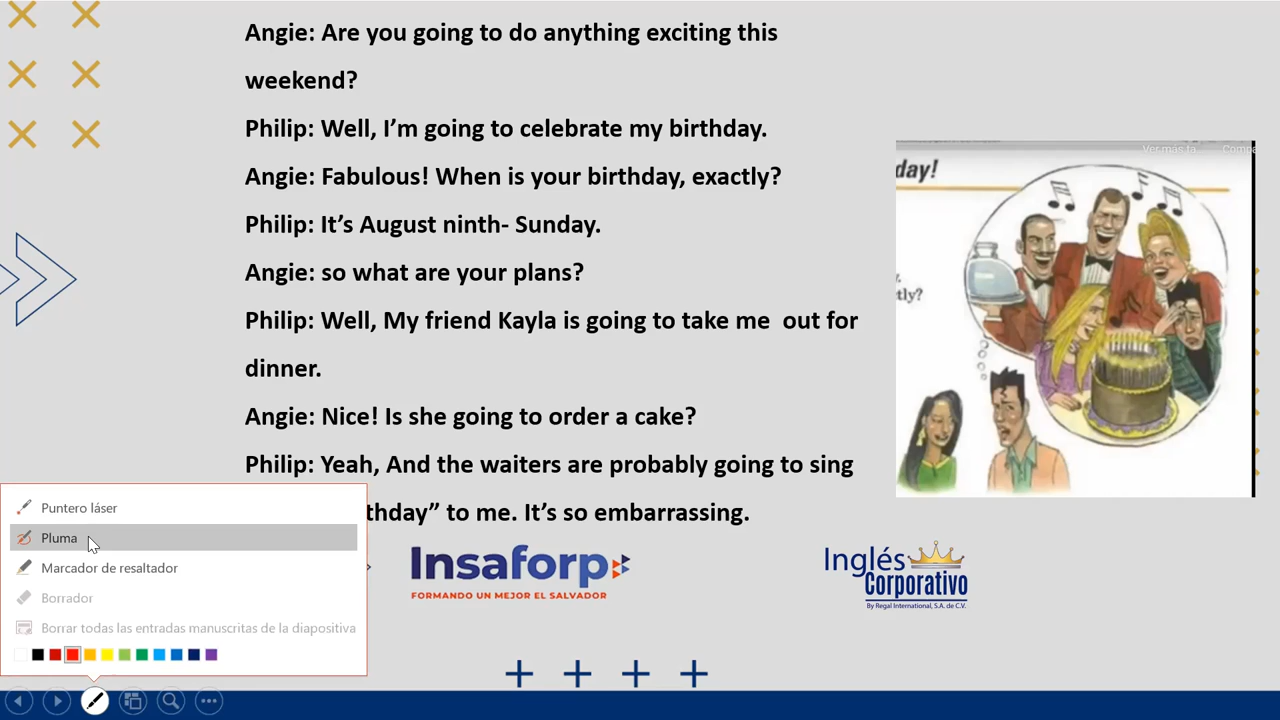 Angie: Are you going to do anything exciting this
weekend?
Philip: Well, I’m going to celebrate my birthday.
Angie: Fabulous! When is your birthday, exactly?
Philip: It’s August ninth- Sunday.
Angie: so what are your plans?
Philip: Well, My friend Kayla is going to take me  out for
dinner.
Angie: Nice! Is she going to order a cake?
Philip: Yeah, And the waiters are probably going to sing
thday” to me. It’s so embarrassing.
Ver más ta...
Compa
day!
tly?
Puntero láser
Pluma
Marcador de resaltador
Borrador
Borrar todas las entradas manuscritas de la diapositiva
Insaforp
FORMANDO UN MEJOR EL SALVADOR
Inglés
Corporativo
By Regal International, S.A. de C.V.